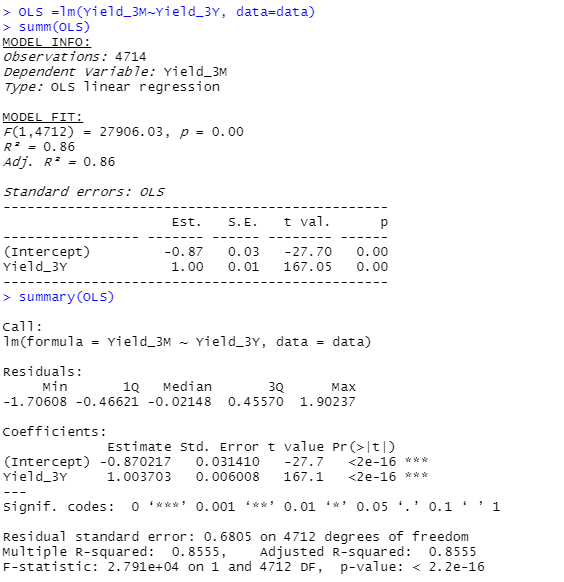 > OLS =lm(Yield_3M~Yield_3Y, data=data)
> summ(OLS)
MODEL INFO:
Observations: 4714
Dependent Variable: Yield_3M
Type: OLS linear regression

MODEL FIT:
F(1,4712) = 27906.03, p = 0.00
R² = 0.86
Adj. R² = 0.86

Standard errors: OLS
------------------------------------------------
                     Est.   S.E.   t val.      p
----------------- ------- ------ -------- ------
(Intercept)         -0.87   0.03   -27.70   0.00
Yield_3Y             1.00   0.01   167.05   0.00
------------------------------------------------
> summary(OLS)

Call:
lm(formula = Yield_3M ~ Yield_3Y, data = data)

Residuals:
     Min       1Q   Median       3Q      Max
-1.70608 -0.46621 -0.02148  0.45570  1.90237

Coefficients:
             Estimate Std. Error t value Pr(>|t|)
(Intercept) -0.870217   0.031410   -27.7   <2e-16 ***
Yield_3Y     1.003703   0.006008   167.1   <2e-16 ***
---
Signif. codes:  0 ‘***’ 0.001 ‘**’ 0.01 ‘*’ 0.05 ‘.’ 0.1 ‘ ’ 1

Residual standard error: 0.6805 on 4712 degrees of freedom
Multiple R-squared:  0.8555,    Adjusted R-squared:  0.8555
F-statistic: 2.791e+04 on 1 and 4712 DF,  p-value: < 2.2e-16